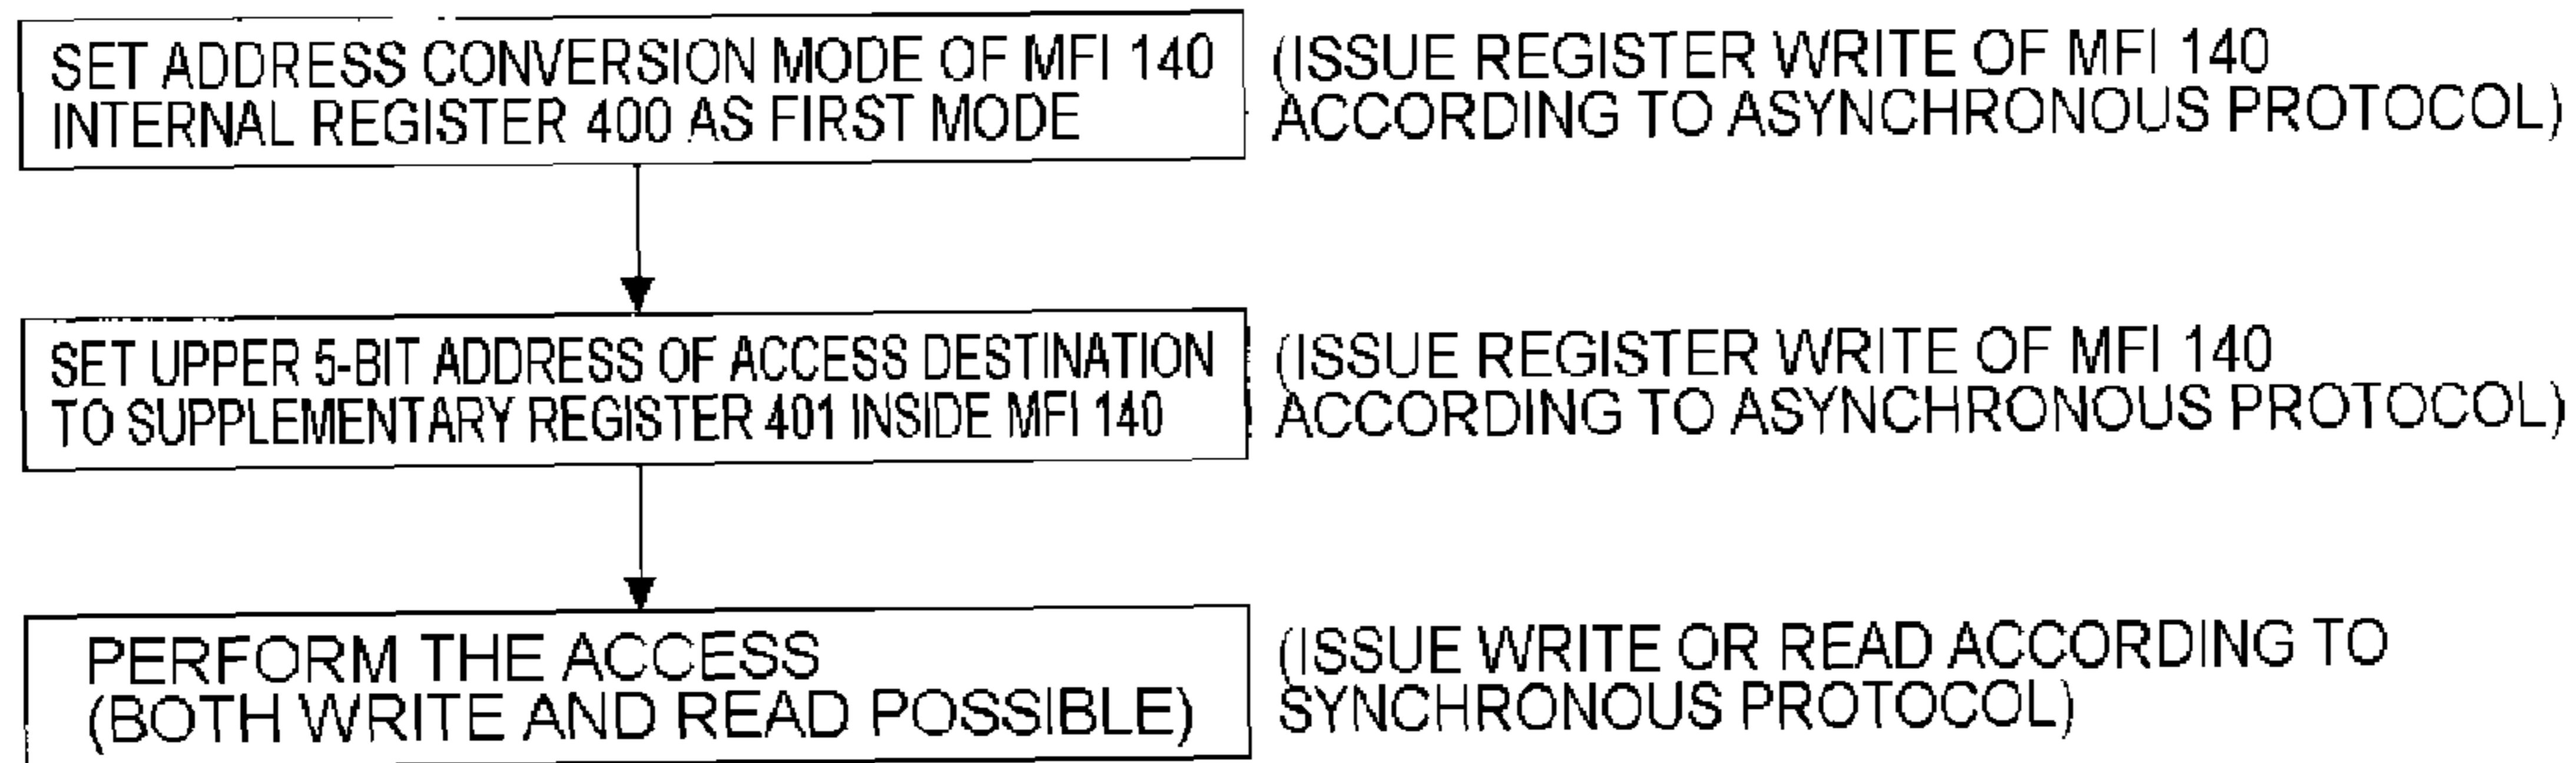 SET ADDRESS CONVERSION MODE OF MFI 140
INTERNAL REGISTER 400 AS FIRST MODE
(ISSUE REGISTER WRITE OF MFI 140
ACCORDING TO ASYNCHRONOUS PROTOCOL)
SET UPPER 5-BIT ADDRESS OF ACCESS DESTINATION
TO SUPPLEMENTARY REGISTER 401 INSIDE MFI 140
(ISSUE REGISTER WRITE OF MFI 140
ACCORDING TO ASYNCHRONOUS PROTOCOL)
PERFORM THE ACCESS
(BOTH WRITE AND READ POSSIBLE)
(ISSUE WRITE OR READ ACCORDING TO
SYNCHRONOUS PROTOCOL)